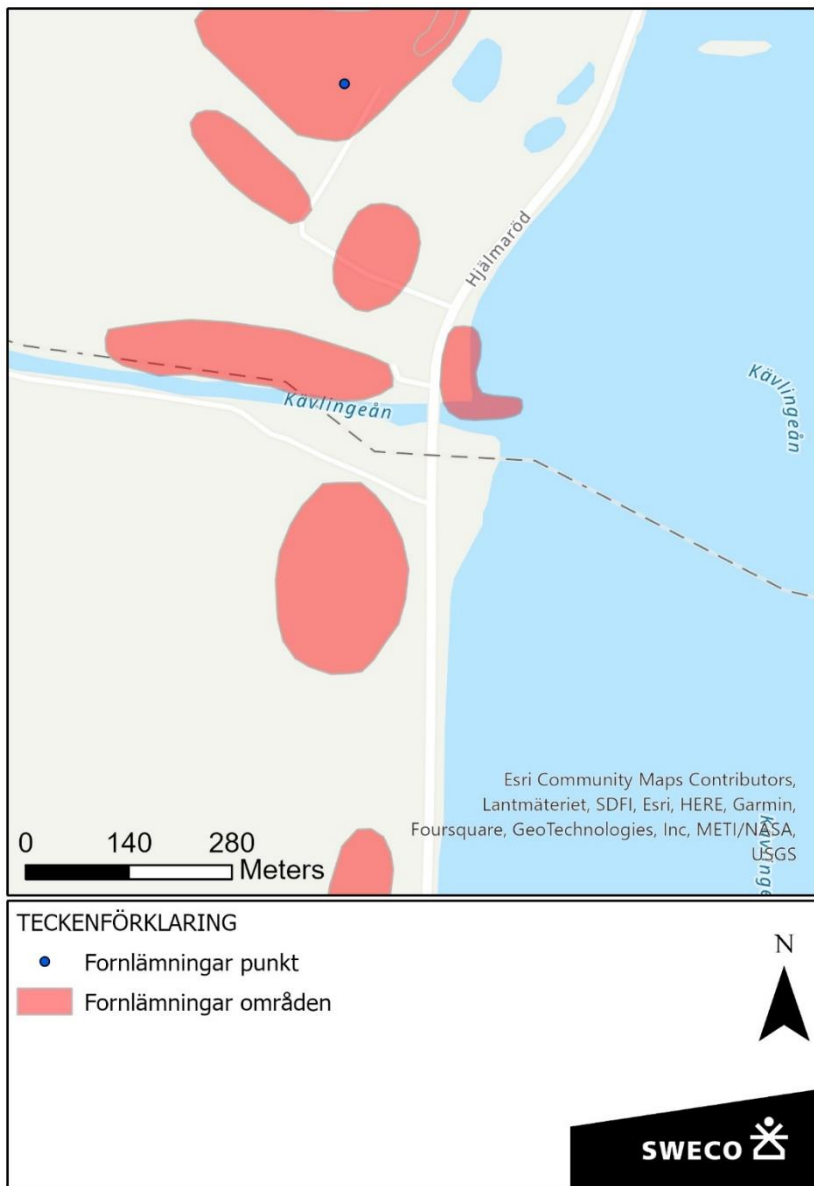 Hjälmaröd
Kävlingeån
Kävlingeån
Esri Community Maps Contributors,
Lantmäteriet, SDFI, Esri, HERE, Garmin,
Foursquare, GeoTechnologies, Inc, METI/NASA,
USGS
Kävlinge
0 140 280
Meters
TECKENFÖRKLARING
Fornlämningar punkt
Fornlämningar områden
N
SWECO